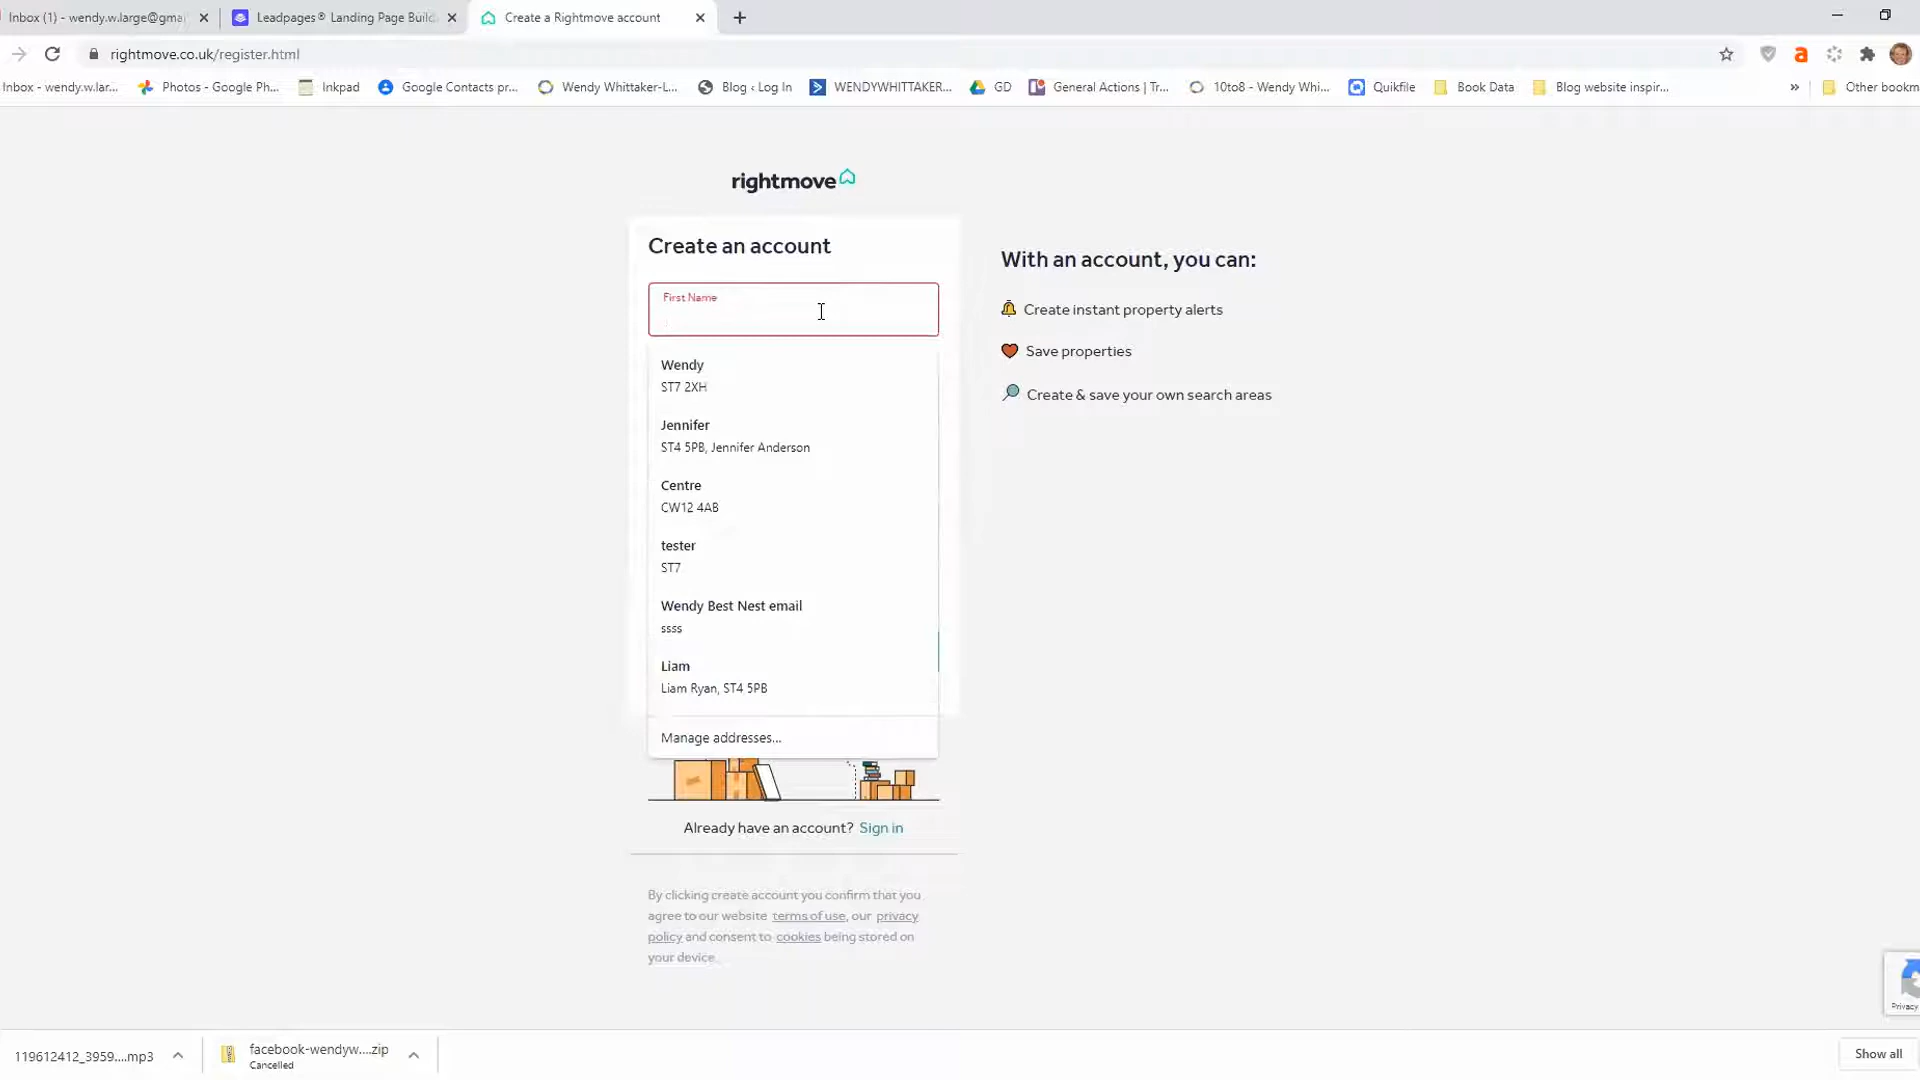 Inbox (1) - wendy.w.large@gma
Leadpages® Landing Page Build
Create a Rightmove account
rightmove.co.uk/register.html
Inbox - wendy.w.lar...
Photos - Google Ph...
Inkpad
Google Contacts pr...
Wendy Whittaker-L...
Blog ‹ Log In
WENDYWHITTAKER...
GD
General Actions | Tr...
10to8 - Wendy Whi...
Quikfile
Book Data
Blog website inspir...
»
Other bookm
rightmove
Create an account
First Name
Wendy
ST7 2XH
Jennifer
ST4 5PB, Jennifer Anderson
Centre
CW12 4AB
tester
ST7
Wendy Best Nest email
ssss
Liam
Liam Ryan, ST4 5PB
Manage addresses...
With an account, you can:
Create instant property alerts
Save properties
Create & save your own search areas
Already have an account? Sign in
By clicking create account you confirm that you
agree to our website terms of use, our privacy
policy and consent to cookies being stored on
your device.
Privacy
119612412_3959....mp3
facebook-wendyw....zip
Cancelled
Show all